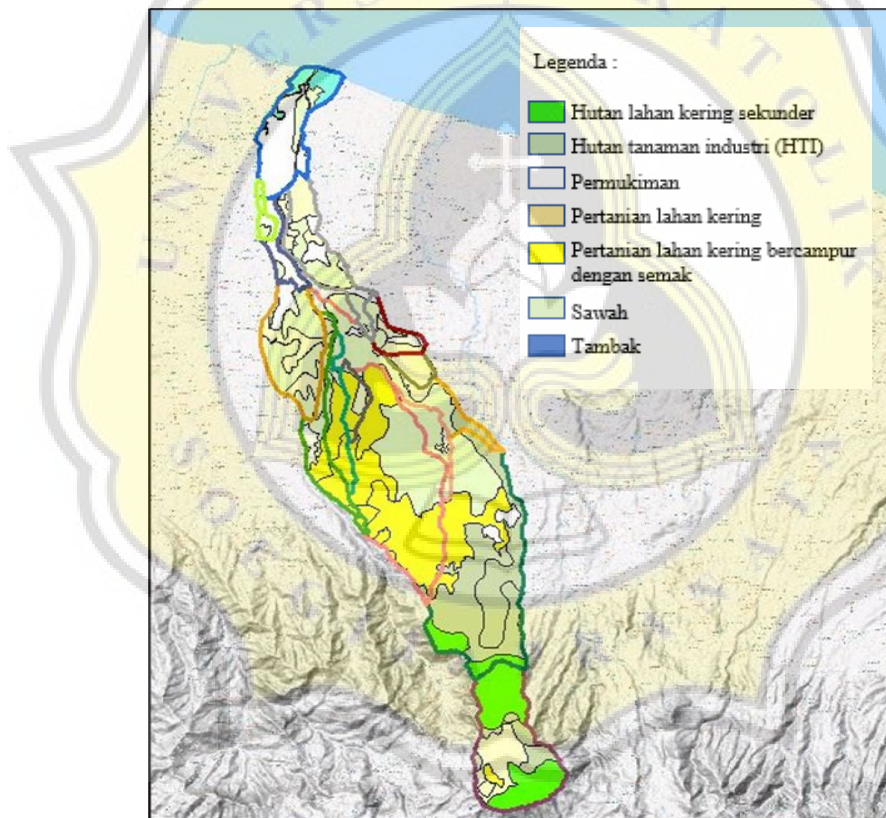 Legenda :
Hutan lahan kering sekunder
Hutan tanaman industri (HTI)
Permukiman
Pertanian lahan kering
Pertanian lahan kering bercampur
dengan semak
Sawah
Tambak